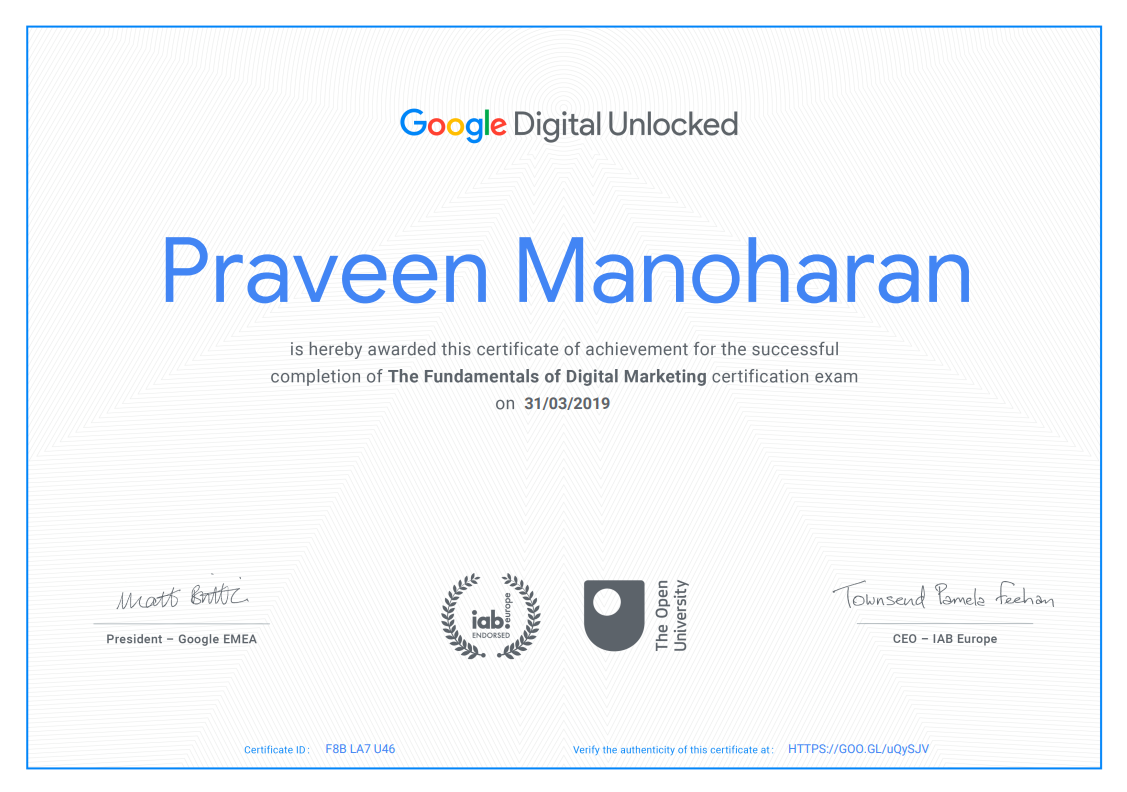 Google Digital Unlocked
Praveen Manoharan
is hereby awarded this certificate of achievement for the successful
completion of The Fundamentals of Digital Marketing certification exam
on 31/03/2019
Matt Brittin
President – Google EMEA
iab.europe
ENDORSED
The Open
University
Townsend Pamela Feehan
CEO – IAB Europe
Certificate ID: F8B LA7 U46
Verify the authenticity of this certificate at: HTTPS://GOO.GL/uQySJV